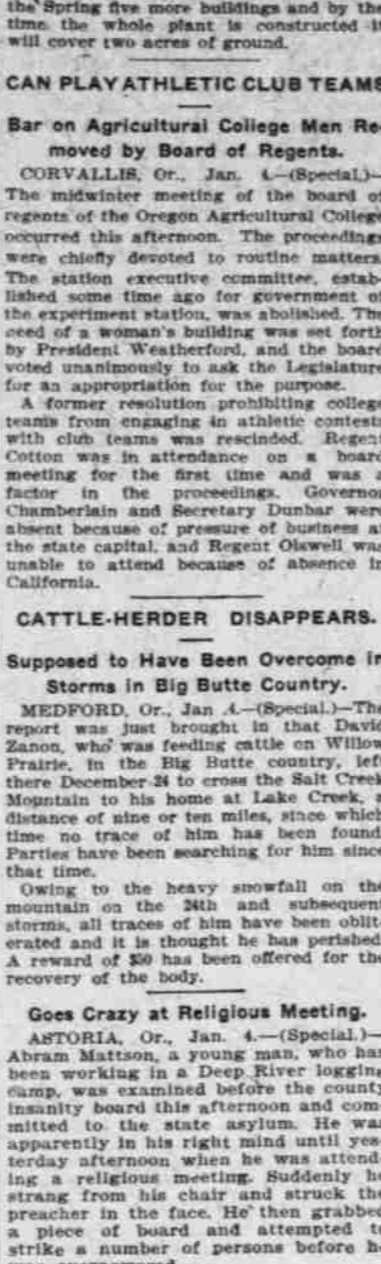 the Spring five more buildings and by the
time the whole plant is constructed it
will cover two acres of ground.
CAN PLAY ATHLETIC CLUB TEAMS
Bar on Agricultural College Men Re-
moved by Board of Regents.
CORVALLIS, Or., Jan. 4.—(Special.)—
The midwinter meeting of the board of
regents of the Oregon Agricultural College
occurred this afternoon. The proceedings
were chiefly devoted to routine matters.
The station executive committee, estab-
lished some time ago for government of
the experiment station, was abolished. The
need of a woman's building was set forth
by President Weatherford, and the board
voted unanimously to ask the Legislature
for an appropriation for the purpose.
A former resolution prohibiting college
teams from engaging in athletic contests
with club teams was rescinded. Regent
Cotton was in attendance on a board
meeting for the first time and was a
factor in the proceedings. Governor
Chamberlain and Secretary Dunbar were
absent because of pressure of business at
the state capital, and Regent Olswell was
unable to attend because of absence in
California.
CATTLE-HERDER DISAPPEARS.
Supposed to Have Been Overcome in
Storms in Big Butte Country.
MEDFORD, Or., Jan .4.—(Special.)—The
report was just brought in that David
Zanon, who was feeding cattle on Willow
Prairie, in the Big Butte country, left
there December 24 to cross the Salt Creek
Mountain to his home at Lake Creek, a
distance of nine or ten miles, since which
time no trace of him has been found.
Parties have been searching for him since
that time.
Owing to the heavy snowfall on the
mountain on the 24th and subsequent
storms, all traces of him have been oblit-
erated and it is thought he has perished.
A reward of $50 has been offered for the
recovery of the body.
Goes Crazy at Religious Meeting.
ASTORIA, Or., Jan. 4.—(Special.)—
Abram Mattson, a young man, who has
been working in a Deep River logging
camp, was examined before the county
insanity board this afternoon and com-
mitted to the state asylum. He was
apparently in his right mind until yes-
terday afternoon when he was attend-
ing a religious meeting. Suddenly he
strang from his chair and struck the
preacher in the face. He then grabbed
a piece of board and attempted to
strike a number of persons before he